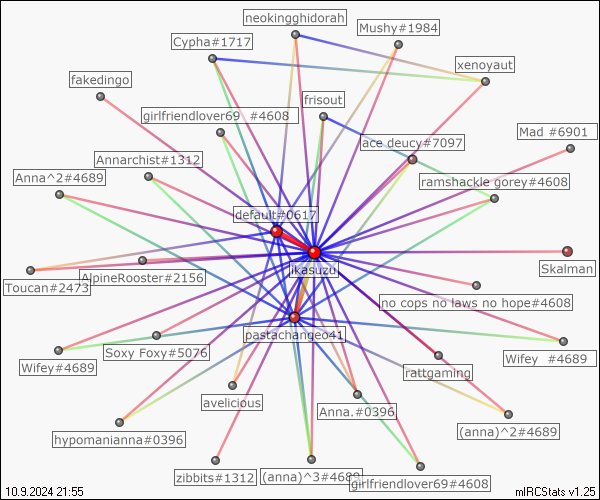 neokingghidorah
Mushy#1984
Cypha#1717
xenoyaut
fakedingo
frisout
girlfriendlover69 #4608
Mad #6901
ace deucy#7097
Annarchist#1312
Anna^2#4689
ramshackle gorey#4608
default#0617
ikasuzu
Skalman
AlpineRooster#2156
Toucan#2473
no cops no laws no hope#4608
pastachangeo41
Soxy Foxy#5076
Wifey #4689
Wifey#4689
rattgaming
avelicious
Anna.#0396
(anna)^2#4689
hypomanianna#0396
zibbits#1312
(anna)^3#4689
girlfriendlover69#4608
10.9.2024 21:55
mIRCStats v1.25